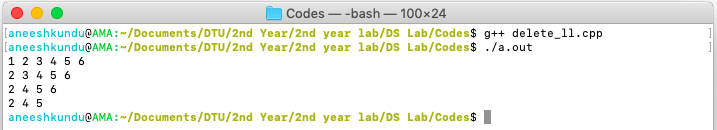 Codes — -bash — 100×24
[aneeshkundu@AMA:~/Documents/DTU/2nd Year/2nd year lab/DS Lab/Codes$ g++ delete_ll.cpp ]
[aneeshkundu@AMA:~/Documents/DTU/2nd Year/2nd year lab/DS Lab/Codes$ ./a.out ]
1 2 3 4 5 6
2 3 4 5 6
2 4 5 6
2 4 5
aneeshkundu@AMA:~/Documents/DTU/2nd Year/2nd year lab/DS Lab/Codes$